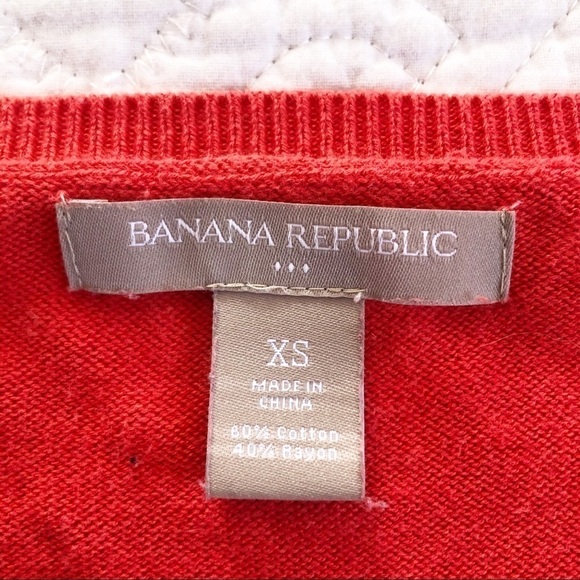 BANANA REPUBLIC
XS
MADE IN
CHINA
60% Cotton
40% Rayon